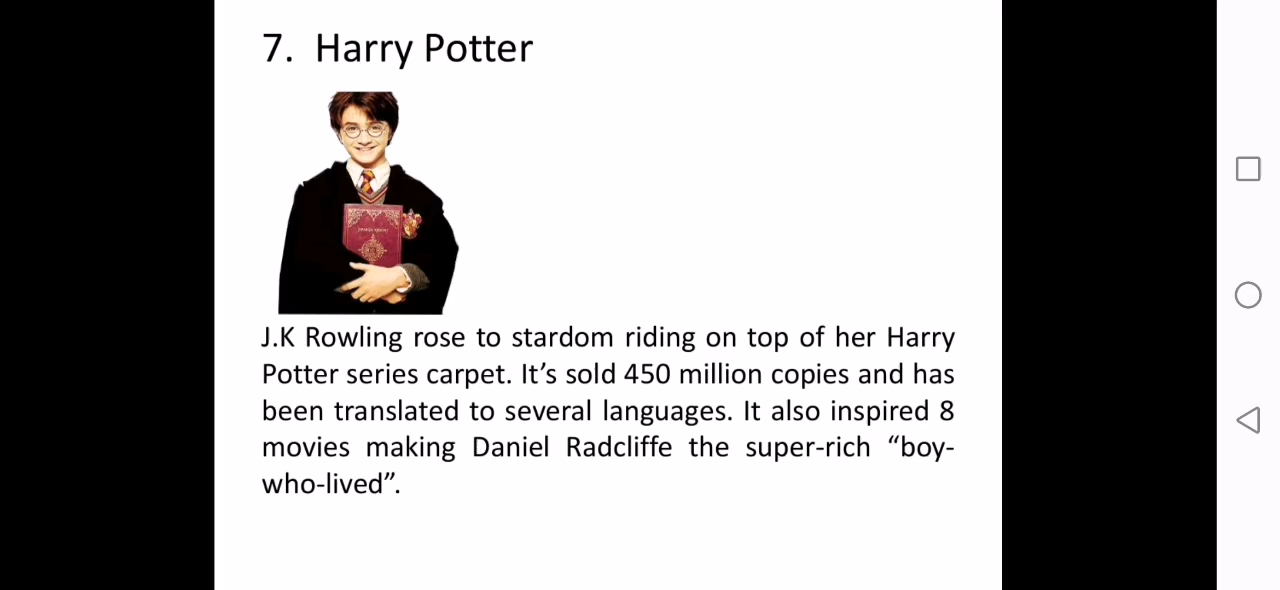 7. Harry Potter
J.K Rowling rose to stardom riding on top of her Harry
Potter series carpet. It’s sold 450 million copies and has
been translated to several languages. It also inspired 8
movies making Daniel Radcliffe the super-rich “boy-
who-lived”.